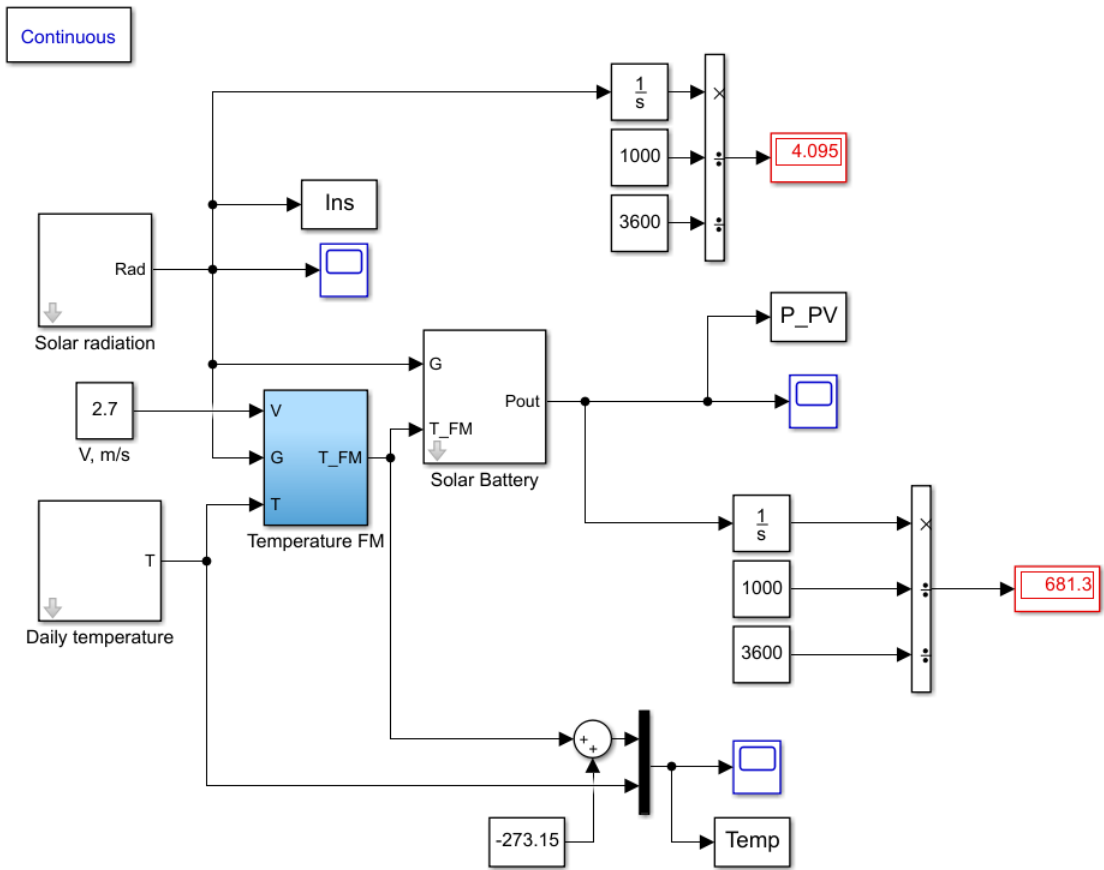 Continuous
1
s
×
1000
÷
4.095
3600
÷
Ins
Rad
Solar radiation
P_PV
G
Pout
T_FM
Solar Battery
2.7
V, m/s
V
G
T_FM
T
Temperature FM
T
Daily temperature
1
s
×
1000
÷
681.3
3600
÷
+
+
-273.15
Temp